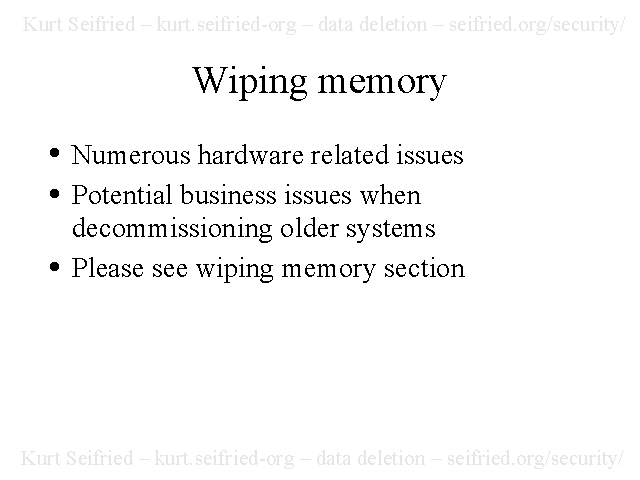 Kurt Seifried – kurt.seifried-org – data deletion – seifried.org/security/
Wiping memory
• Numerous hardware related issues
• Potential business issues when
decommissioning older systems
• Please see wiping memory section
Kurt Seifried – kurt.seifried-org – data deletion – seifried.org/security/